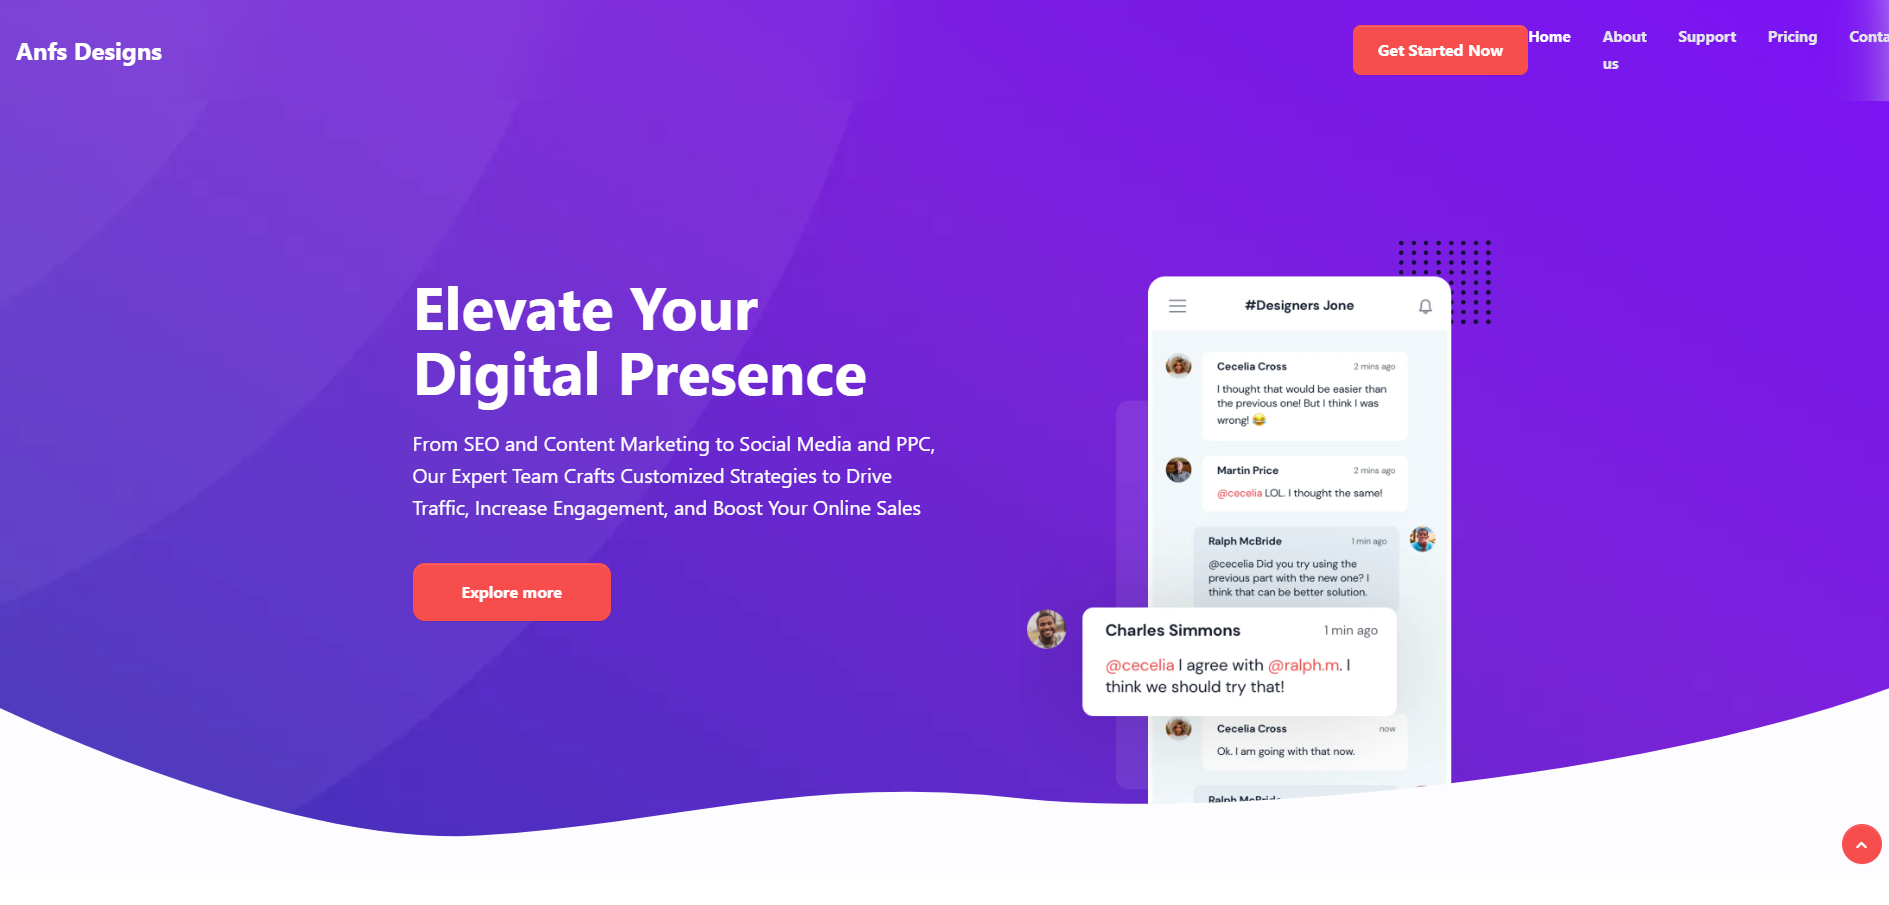 Anfs Designs
Get Started Now
Home
About
us
Support
Pricing
Conta
Elevate Your
Digital Presence
From SEO and Content Marketing to Social Media and PPC,
Our Expert Team Crafts Customized Strategies to Drive
Traffic, Increase Engagement, and Boost Your Online Sales
Explore more
#Designers Jone
Cecelia Cross 2 mins ago
I thought that would be easier than
the previous one! But I think I was
wrong! 😂
Martin Price 2 mins ago
@cecelia LOL. I thought the same!
Ralph McBride 1 min ago
@cecelia Did you try using the
previous part with the new one? I
think that can be better solution.
Charles Simmons 1 min ago
@cecelia I agree with @ralph.m. I
think we should try that!
Cecelia Cross now
Ok. I am going with that now.
Ralph McBride